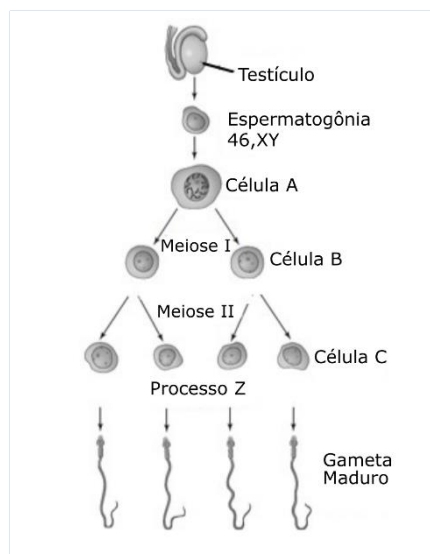 Testículo
Espermatogônia
46,XY
Célula A
Meiose I
Célula B
Meiose II
Célula C
Processo Z
Gameta
Maduro